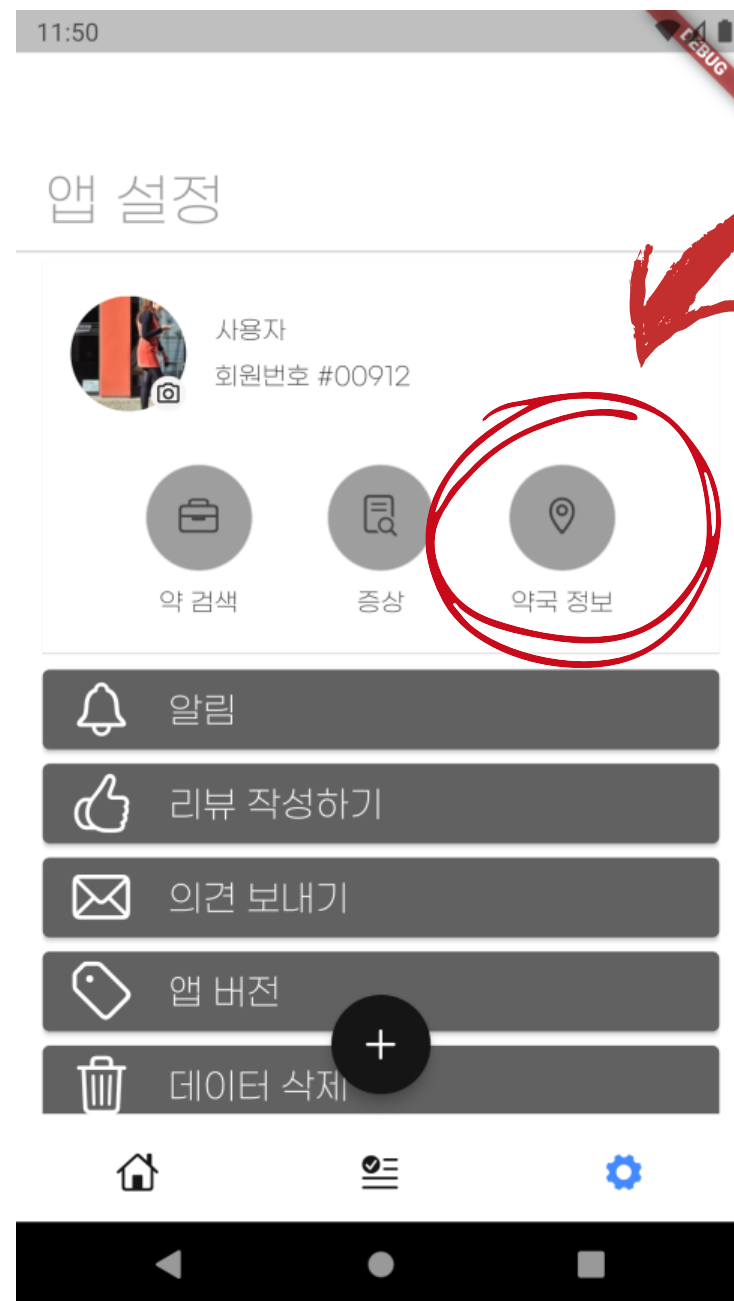 11:50
DEBUG
앱 설정
사용자
회원번호 #00912
약 검색
증상
약국 정보
알림
리뷰 작성하기
의견 보내기
앱 버전
데이터 삭제